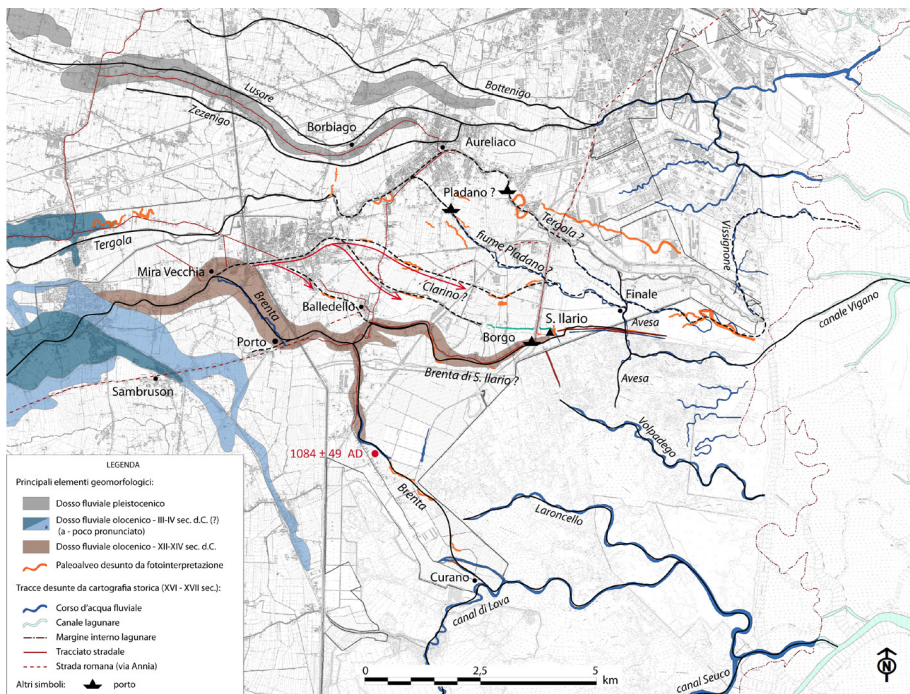 Bottenigo
Lusore
Zezenigo
Borbiago
Aureliaco
Pladano ?
Tergola ?
Vissignone
Tergola
fiume Pladano ?
Mira Vecchia
Clarino ?
Finale
canale Vigano
Brenta
Balledello
S. Ilario
Avesa
Porto
Borgo
Brenta di S. Ilario ?
Avesa
Sambruson
Volpadego
1084 ± 49 AD
Brenta
Laroncello
Curano
canal di Lova
canal Seuco
LEGENDA
Principali elementi geomorfologici:
Dosso fluviale pleistocenico
Dosso fluviale olocenico - III-IV sec. d.C. (?)
(a - poco pronunciato)
a
Dosso fluviale olocenico - XII-XIV sec. d.C.
Paleoalveo desunto da fotointerpretazione
Tracce desunte da cartografia storica (XVI - XVII sec.):
Corso d'acqua fluviale
Canale lagunare
Margine interno lagunare
Tracciato stradale
Strada romana (via Annia)
Altri simboli: porto
0 2,5 5
km
N